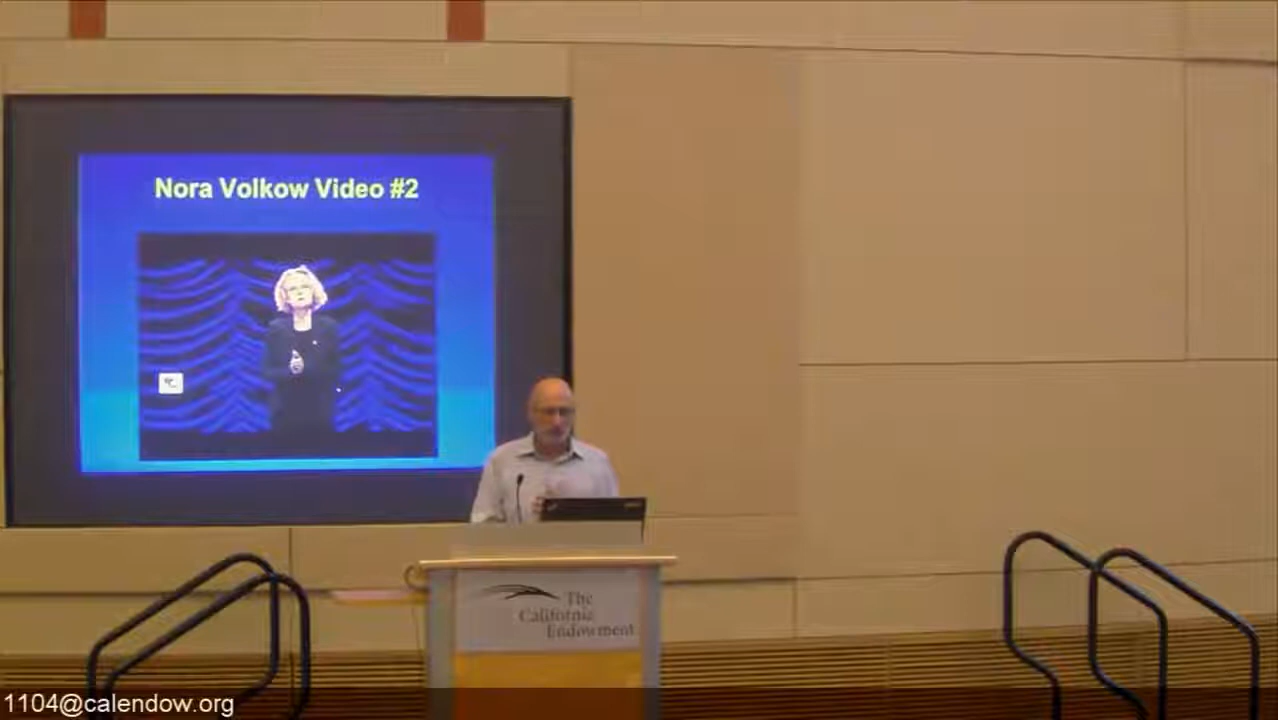 Nora Volkow Video #2
The
California
Endowment
1104@calendow.org